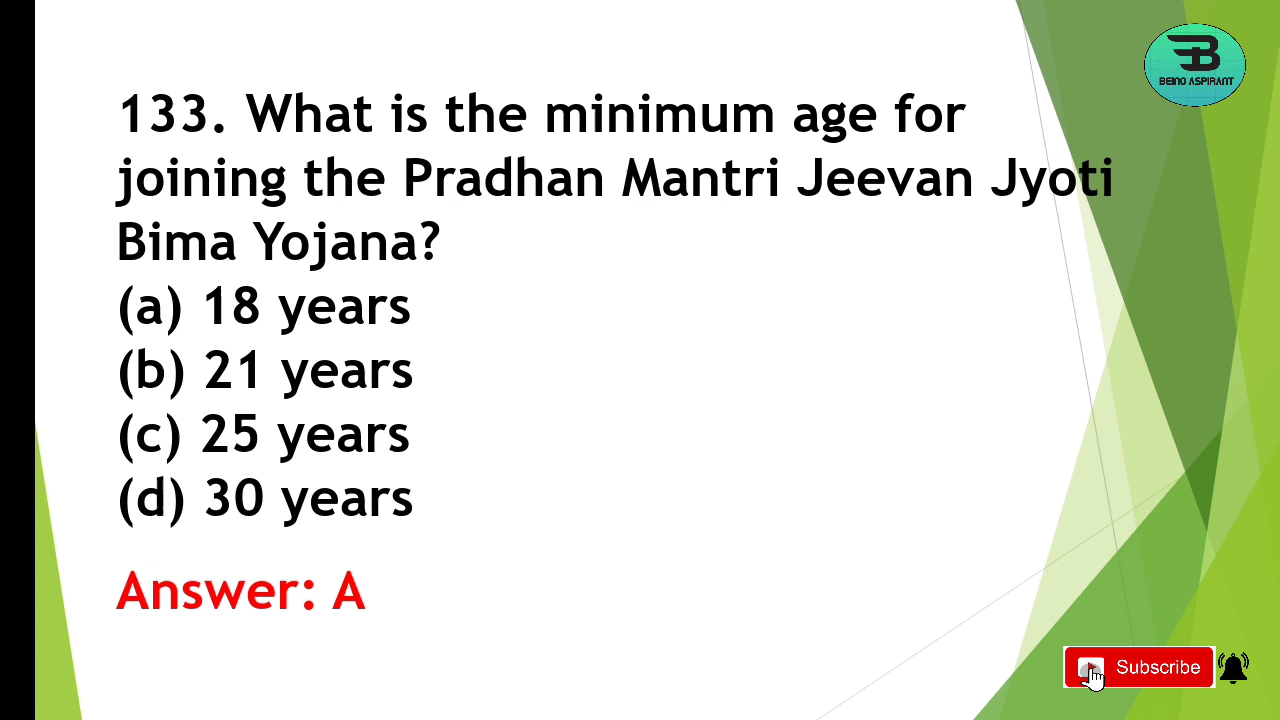 BEING ASPIRANT
133. What is the minimum age for
joining the Pradhan Mantri Jeevan Jyoti
Bima Yojana?
(a) 18 years
(b) 21 years
(c) 25 years
(d) 30 years
Answer: A
Subscribe